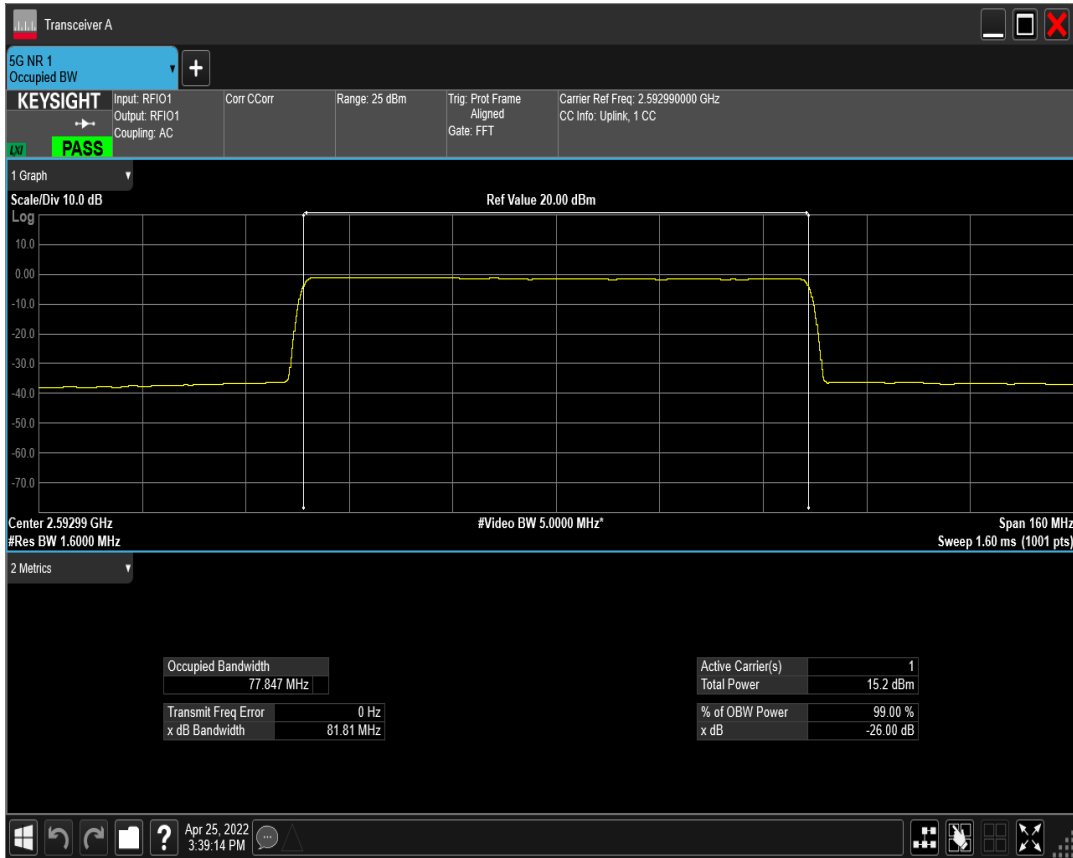 Transceiver A
5G NR 1
Occupied BW
KEYSIGHT
Input: RFIO1
Output: RFIO1
Coupling: AC
Corr CCorr
Range: 25 dBm
Trig: Prot Frame
Aligned
Gate: FFT
Carrier Ref Freq: 2.592990000 GHz
CC Info: Uplink, 1 CC
LXI
PASS
1 Graph
Scale/Div 10.0 dB
Ref Value 20.00 dBm
Log
10.0
0.00
-10.0
-20.0
-30.0
-40.0
-50.0
-60.0
-70.0
Center 2.59299 GHz
#Video BW 5.0000 MHz*
Span 160 MHz
#Res BW 1.6000 MHz
Sweep 1.60 ms (1001 pts)
2 Metrics
Occupied Bandwidth
77.847 MHz
Transmit Freq Error 0 Hz
x dB Bandwidth 81.81 MHz
Active Carrier(s) 1
Total Power 15.2 dBm
% of OBW Power 99.00 %
x dB -26.00 dB
?
Apr 25, 2022
3:39:14 PM